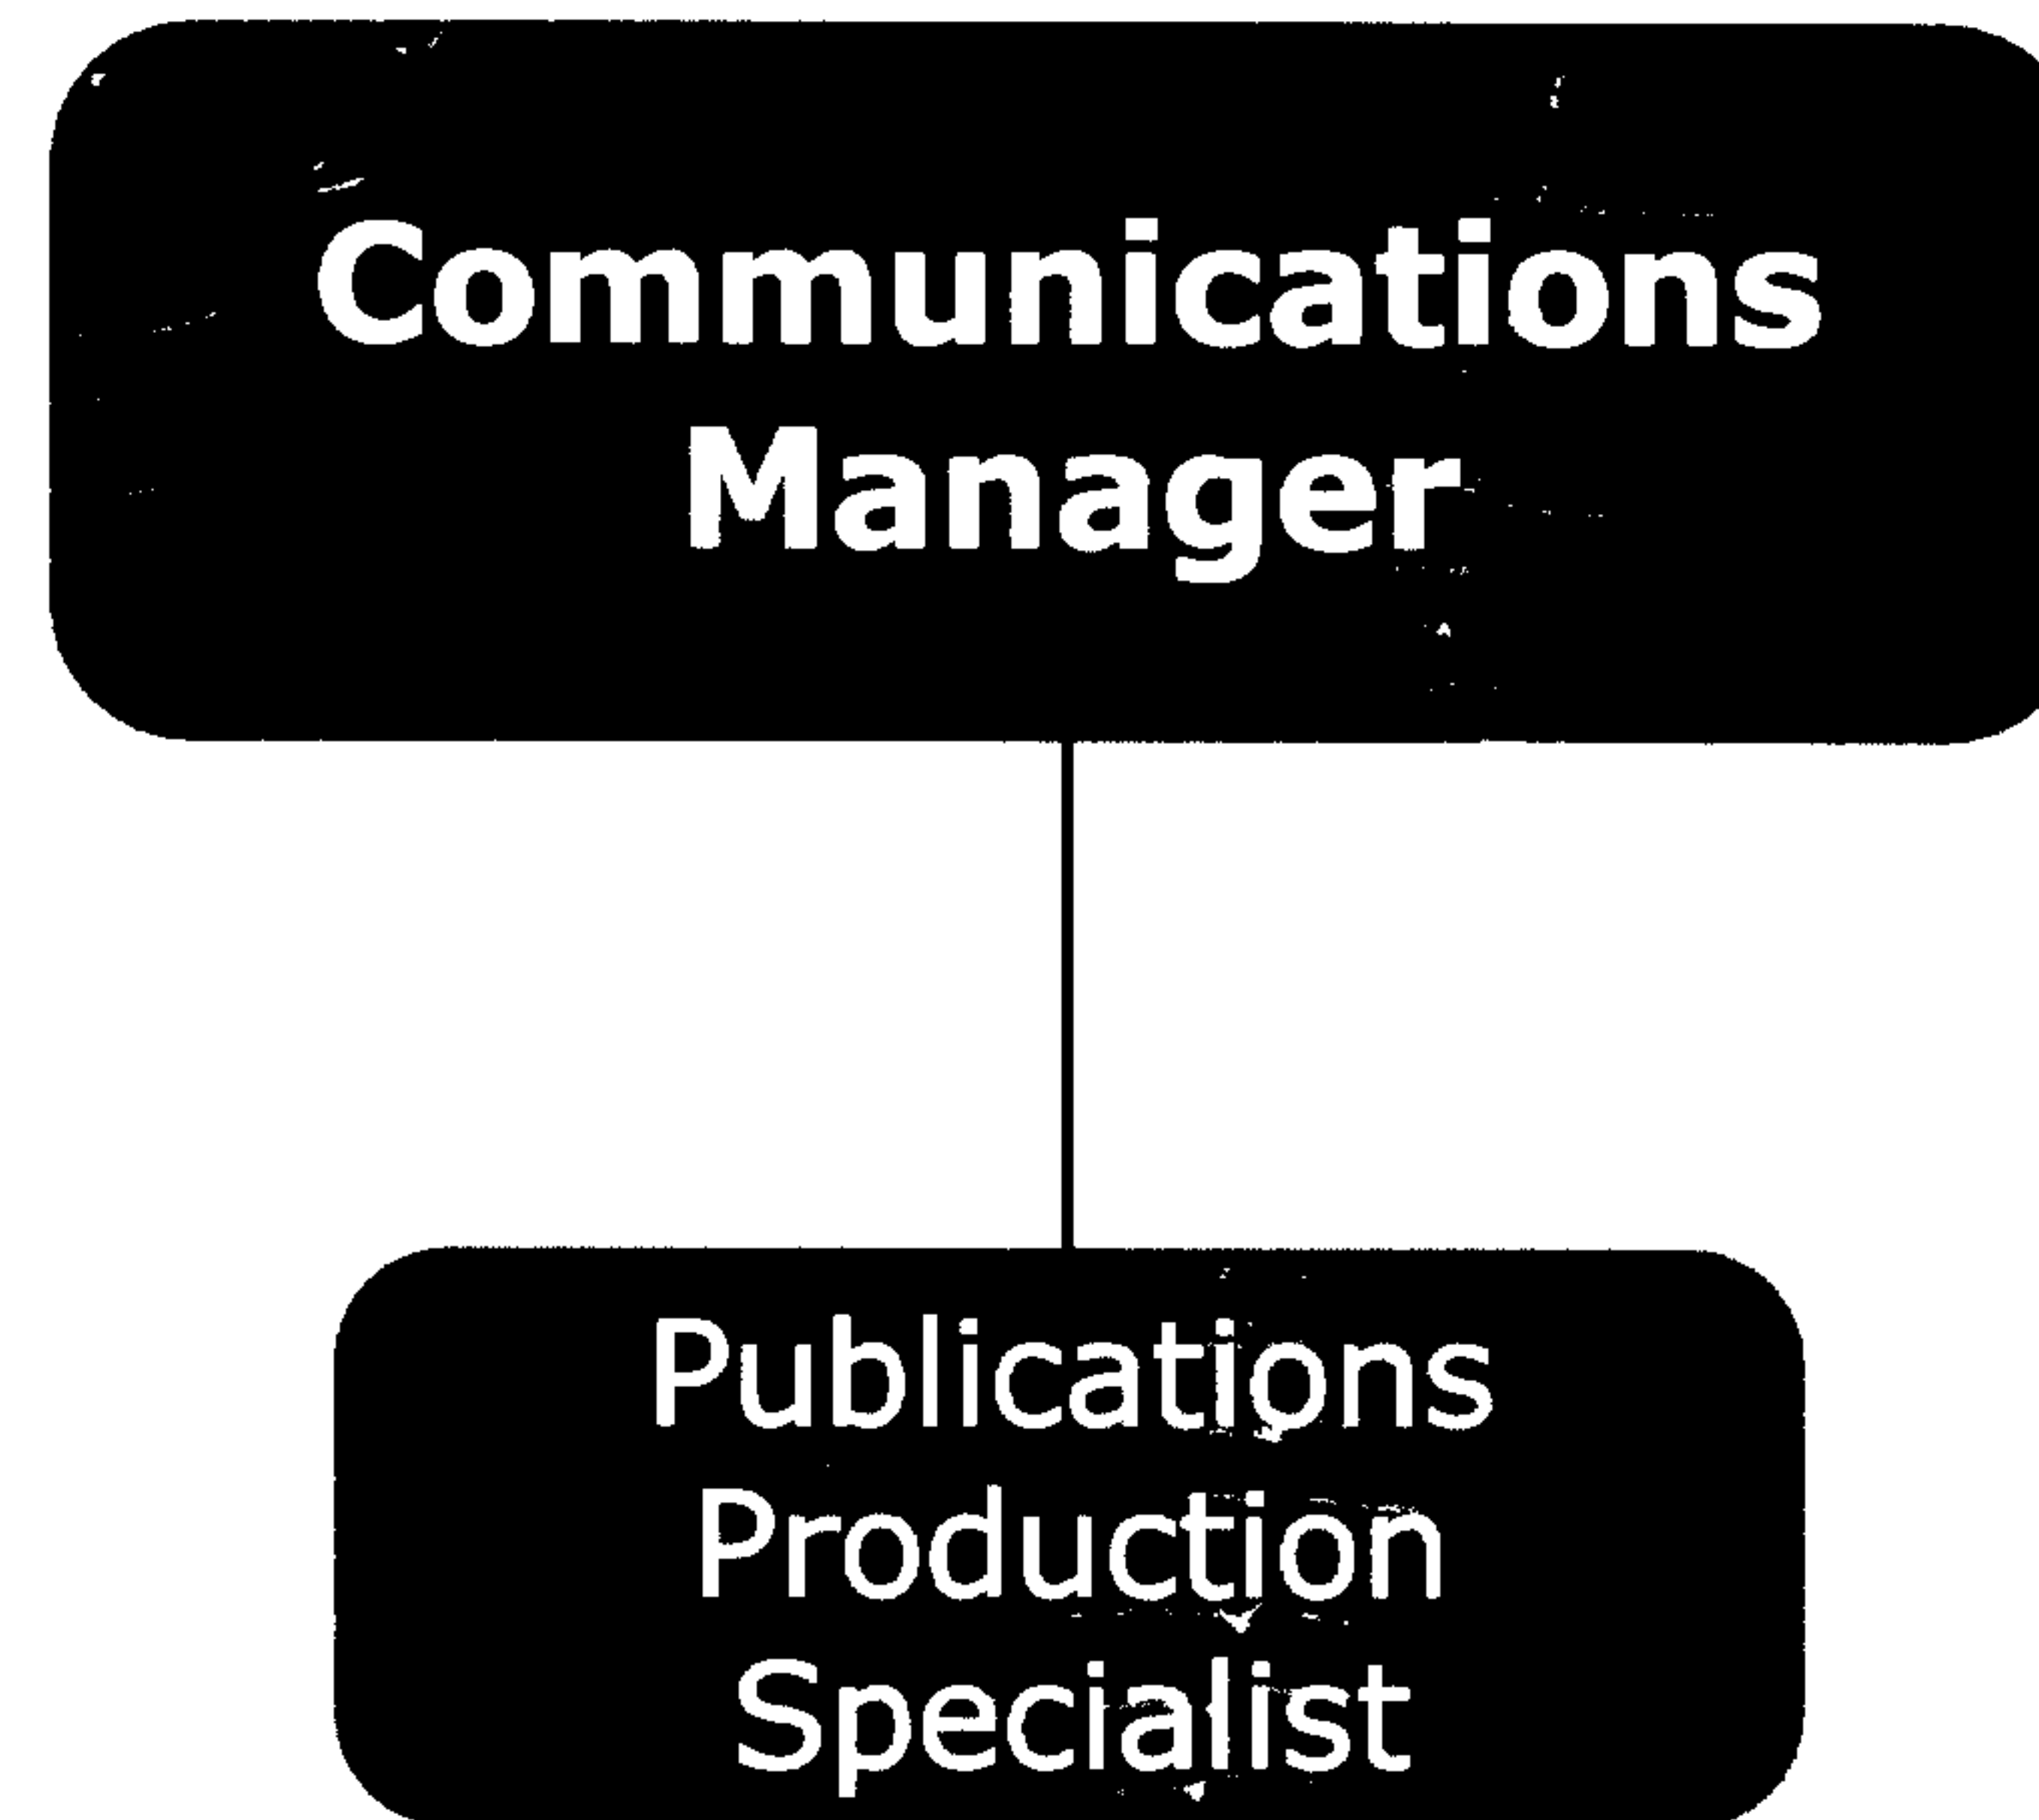 Communications
Manager
Publications
Production
Specialist